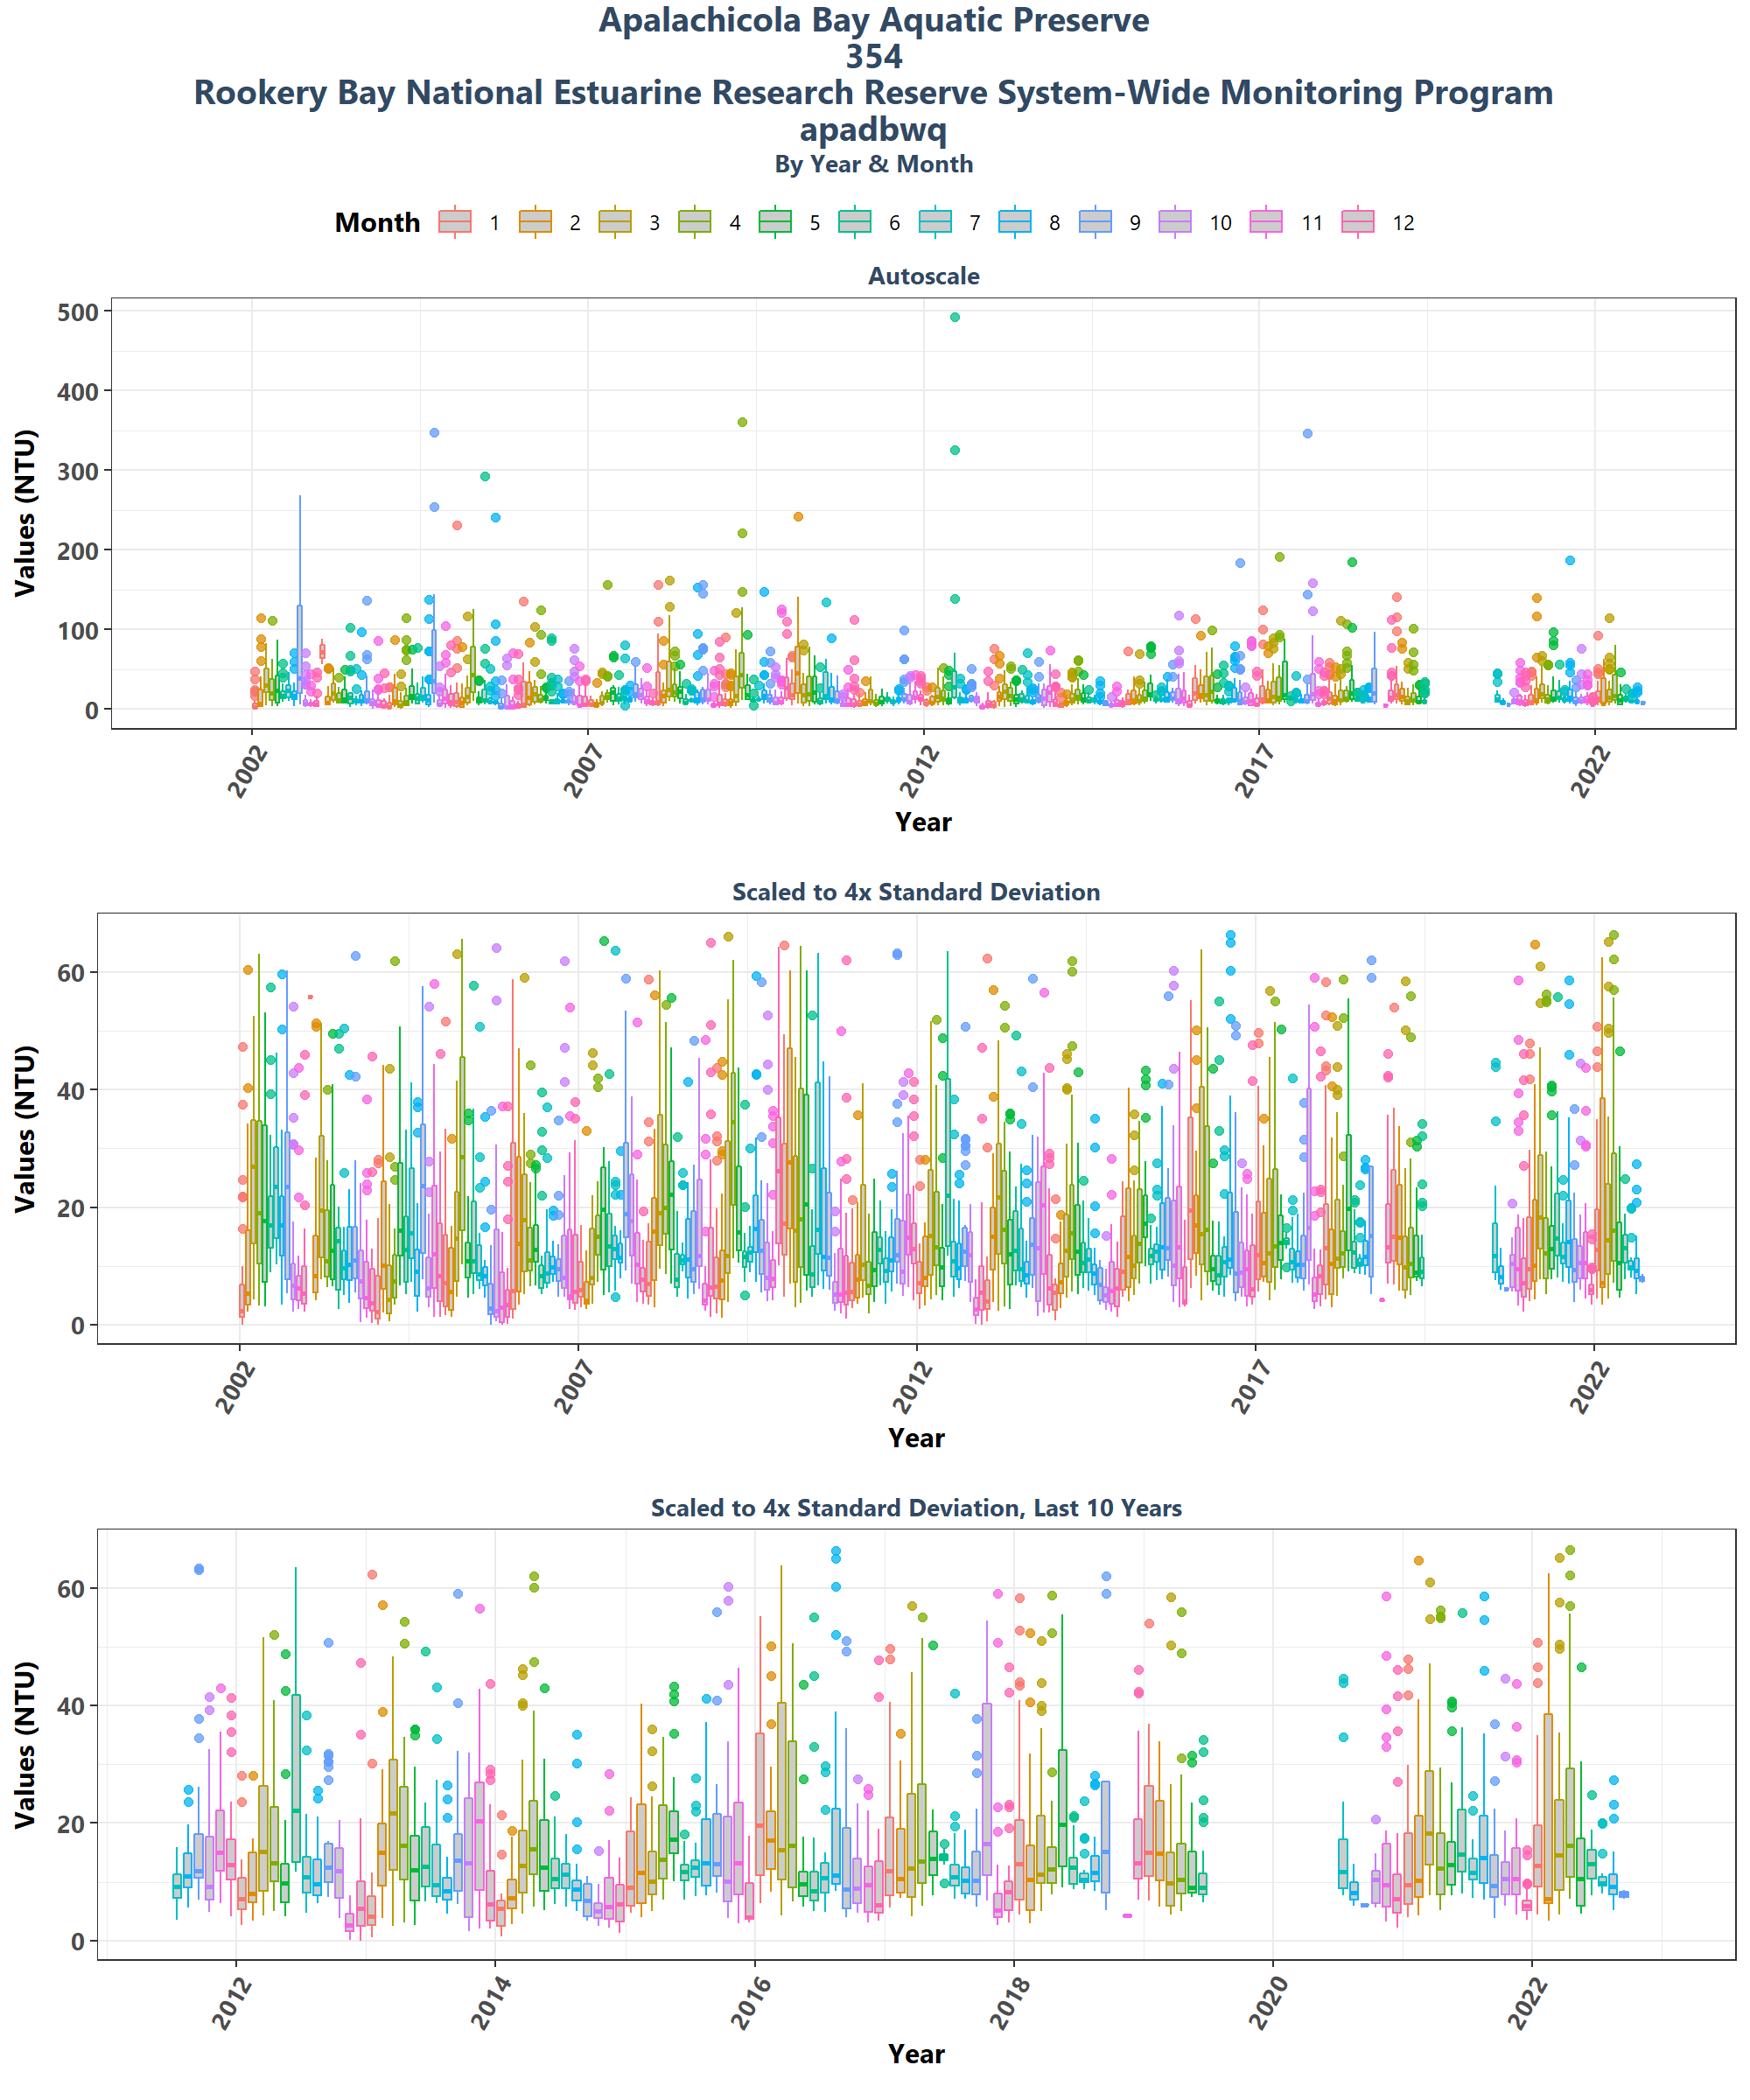 Apalachicola Bay Aquatic Preserve
354
Rookery Bay National Estuarine Research Reserve System-Wide Monitoring Program
apadbwq
By Year & Month
Month 1 2 3 4 5 6 7 8 9 10 11 12
Autoscale
500
400
300
200
100
0
Values (NTU)
2002 2007 2012 2017 2022
Year
Scaled to 4x Standard Deviation
60
40
20
0
Values (NTU)
2002 2007 2012 2017 2022
Year
Scaled to 4x Standard Deviation, Last 10 Years
60
40
20
0
Values (NTU)
2012 2014 2016 2018 2020 2022
Year